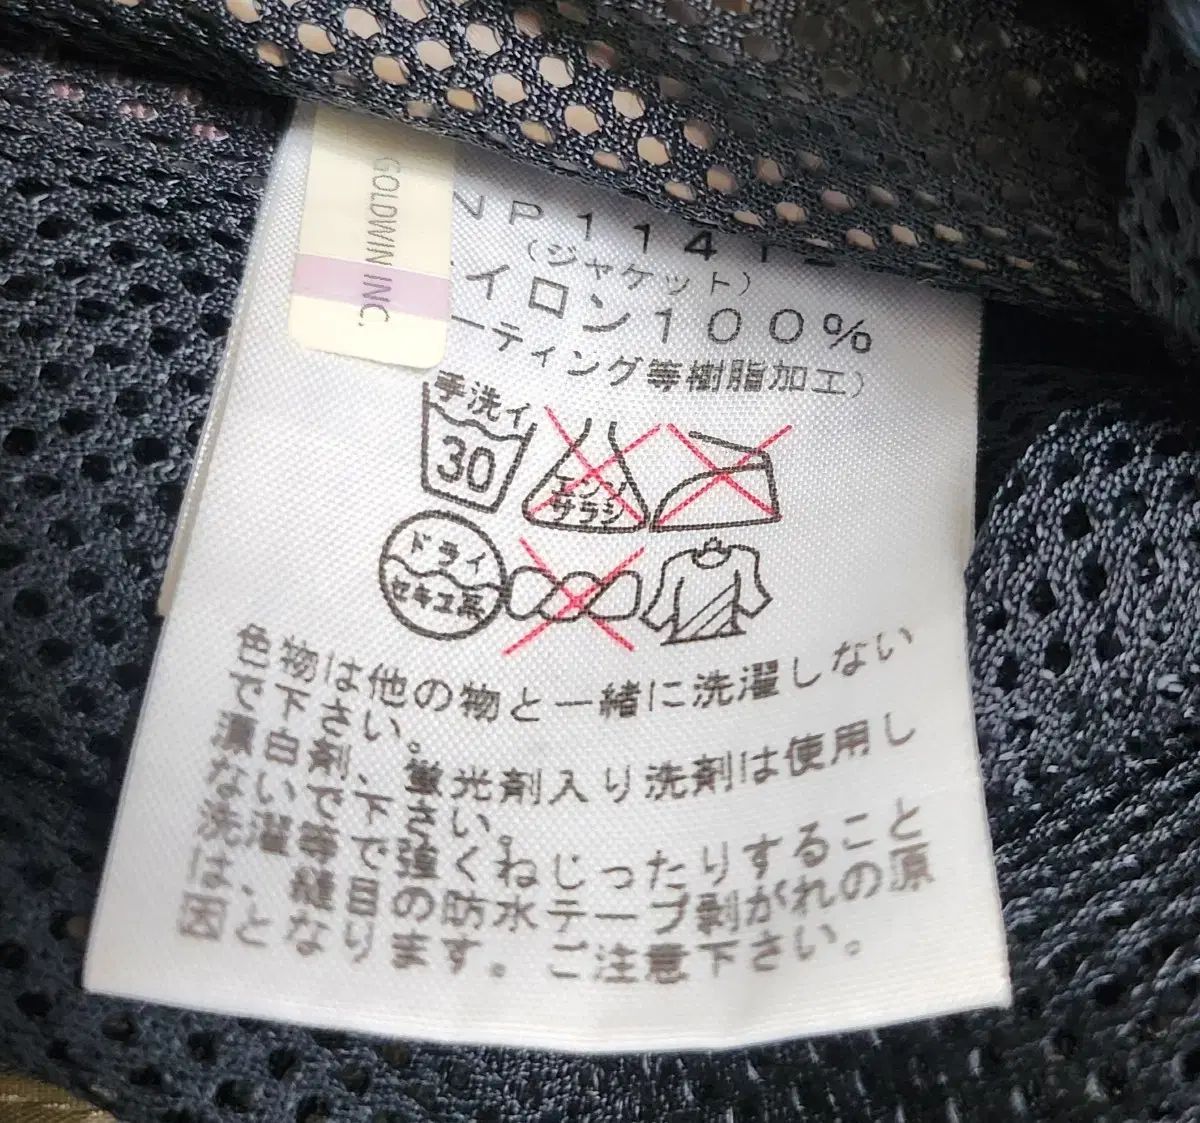 GOLDWIN INC.
NP114
(ジャケット)
イロン100%
ーティング等樹脂加工)
手洗イ
30
エンソ
サラシ
ドライ
セキユ系
色物は他の物と一緒に洗濯しない
で下さい。
漂白剤、蛍光剤入り洗剤は使用し
ないで下さい。
洗濯等で強くねじったりすること
は、縫目の防水テープ剥がれの原
因となります。ご注意下さい。